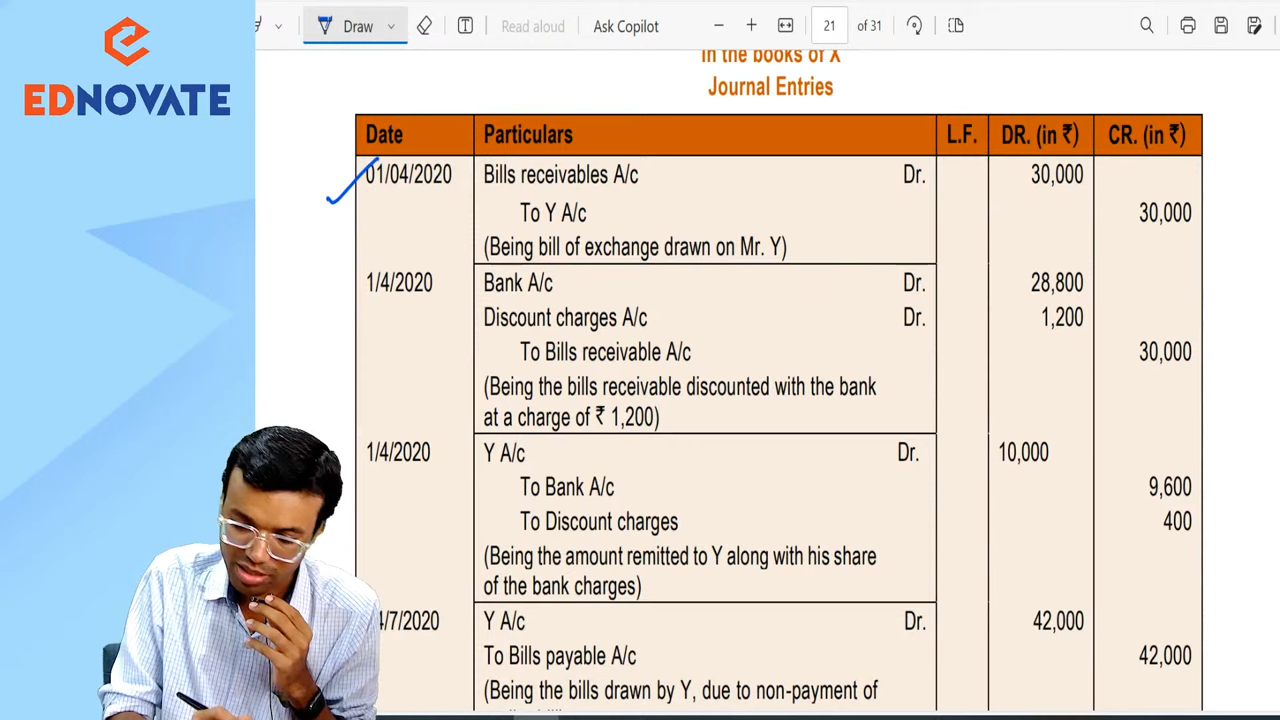 EDNOVATE
Draw
Read aloud
Ask Copilot
21
of 31
In the books of X
Journal Entries
Date Particulars L.F. DR. (in ₹) CR. (in ₹)
01/04/2020 Bills receivables A/c Dr. 30,000
To Y A/c 30,000
(Being bill of exchange drawn on Mr. Y)
1/4/2020 Bank A/c Dr. 28,800
Discount charges A/c Dr. 1,200
To Bills receivable A/c 30,000
(Being the bills receivable discounted with the bank
at a charge of ₹ 1,200)
1/4/2020 Y A/c Dr. 10,000
To Bank A/c 9,600
To Discount charges 400
(Being the amount remitted to Y along with his share
of the bank charges)
4/7/2020 Y A/c Dr. 42,000
To Bills payable A/c 42,000
(Being the bills drawn by Y, due to non-payment of